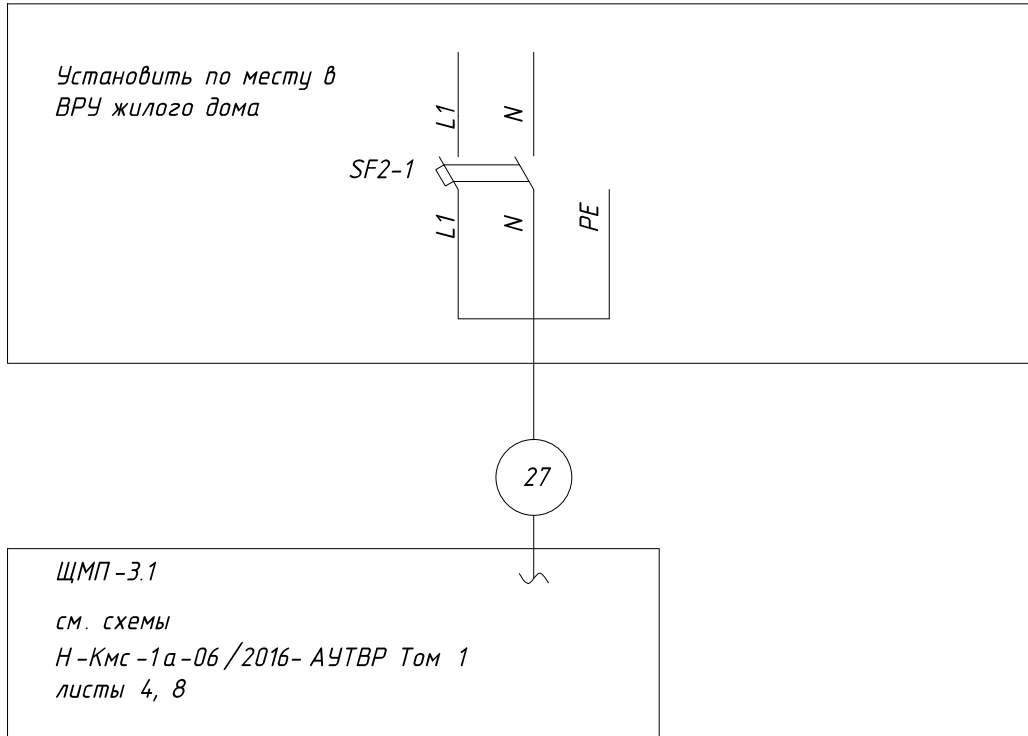 Установить по месту в
ВРУ жилого дома
L1
N
SF2-1
L1
N
PE
27
ЩМП-3.1
см. схемы
Н-Кмс-1а-06/2016-АУТВР Том 1
листы 4, 8